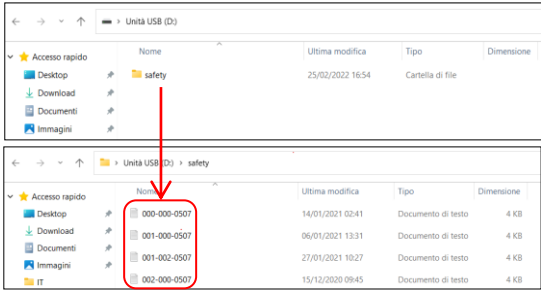 Unità USB (D:)
Nome Ultima modifica Tipo Dimensione
Accesso rapido
Desktop safety 25/02/2022 16:54 Cartella di file
Download
Documenti
Immagini
Unità USB (D:) safety
Nome Ultima modifica Tipo Dimensione
Accesso rapido
Desktop 000-000-0507 14/01/2021 02:41 Documento di testo 4 KB
Download 001-000-0507 06/01/2021 13:31 Documento di testo 4 KB
Documenti 001-002-0507 27/01/2021 10:27 Documento di testo 4 KB
Immagini 002-000-0507 15/12/2020 09:45 Documento di testo 4 KB
IT